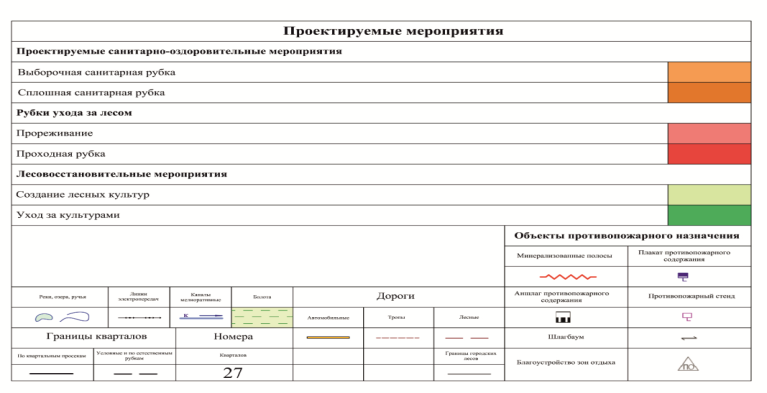 Проектируемые мероприятия
Проектируемые санитарно-оздоровительные мероприятия
Выборочная санитарная рубка
Сплошная санитарная рубка
Рубки ухода за лесом
Прореживание
Проходная рубка
Лесовосстановительные мероприятия
Создание лесных культур
Уход за культурами
Объекты противопожарного назначения
Минерализованные полосы
Плакат противопожарного
содержания
Реки, озера, ручьи
Линии
электропередач
Каналы
мелиоративные
Болота
Дороги
Аншлаг противопожарного
содержания
Противопожарный стенд
К
Автомобильные
Тропы
Лесные
Границы кварталов
Номера
Шлагбаум
По квартальным просекам
Условные и по естественным
рубкам
Кварталов
Границы городских
лесов
Благоустройство зон отдыха
ПО
27